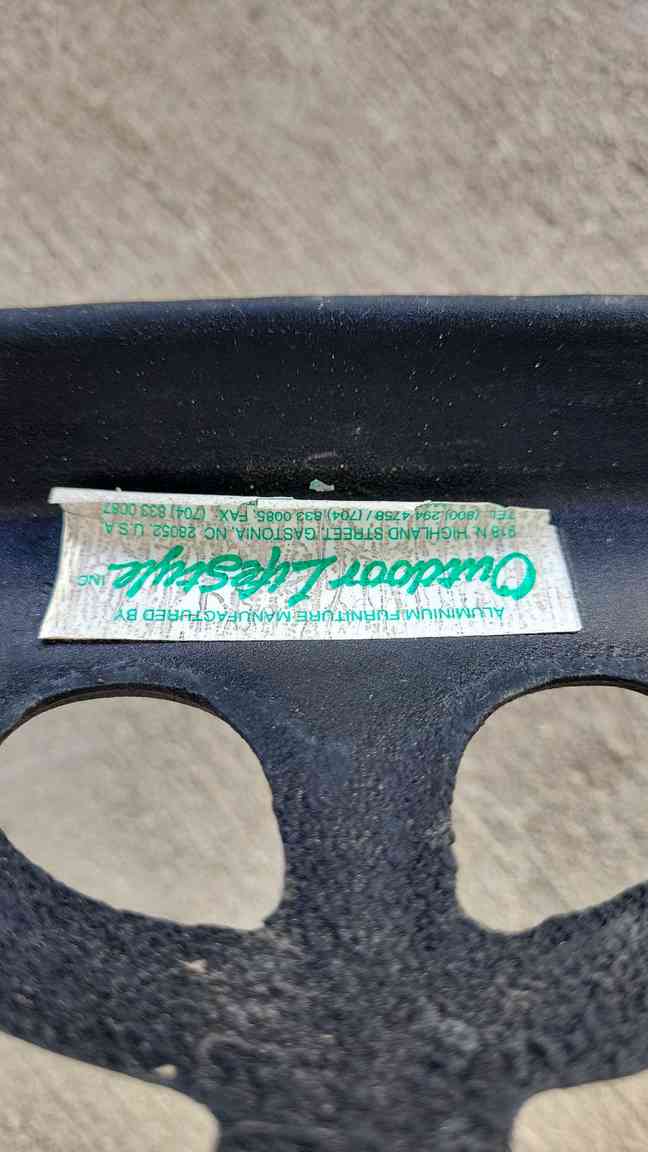 ALUMINIUM FURNITURE MANUFACTURED BY
Outdoor LifeStyle INC
918 N. HIGHLAND STREET, GASTONIA, NC 28052, U.S.A
TEL. (800) 294 4758 / (704) 833 0085, FAX. (704) 833 0087